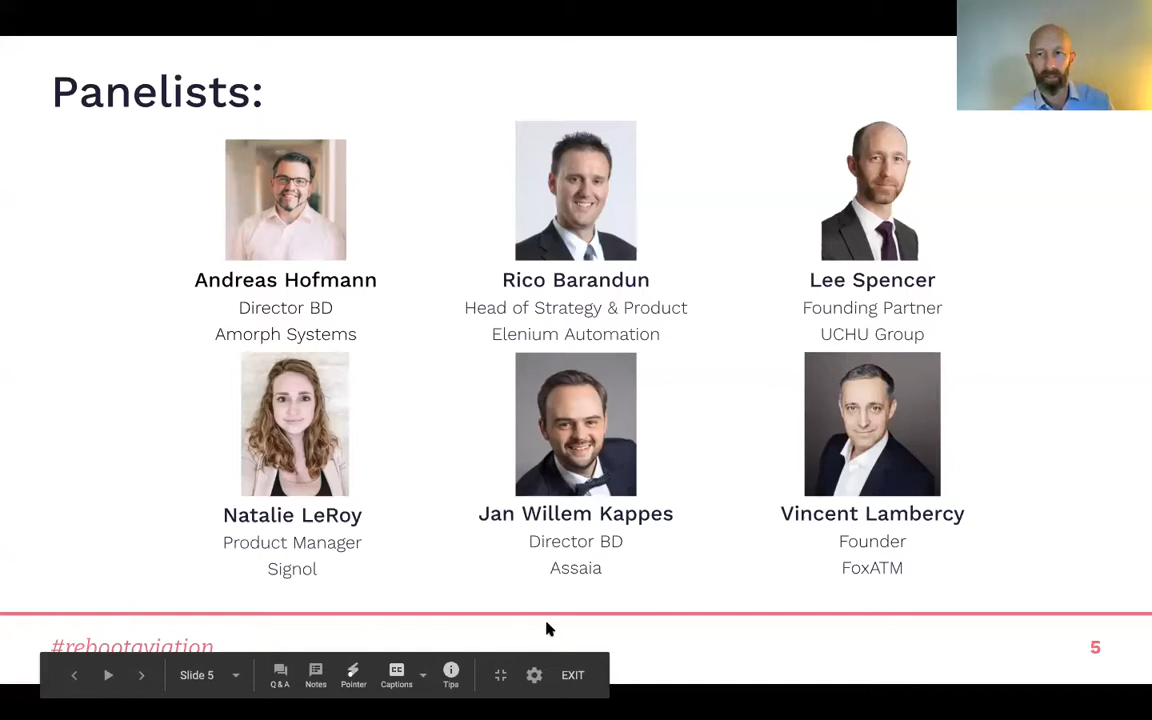 Panelists:
Andreas Hofmann
Director BD
Amorph Systems
Rico Barandun
Head of Strategy & Product
Elenium Automation
Lee Spencer
Founding Partner
UCHU Group
Natalie LeRoy
Product Manager
Signol
Jan Willem Kappes
Director BD
Assaia
Vincent Lambercy
Founder
FoxATM
#rebootaviation
5
Slide 5
Q & A
Notes
Pointer
CC
Captions
Tips
EXIT